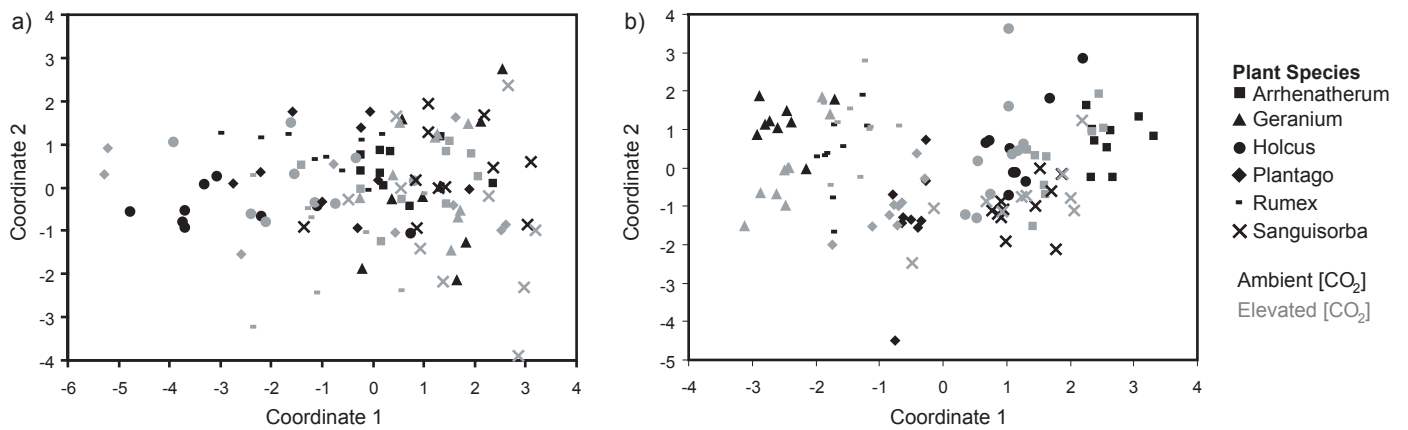 a)
4
3
2
1
0
-1
-2
-3
-4
Coordinate 2
-6 -5 -4 -3 -2 -1 0 1 2 3 4
Coordinate 1
b)
4
3
2
1
0
-1
-2
-3
-4
-5
Coordinate 2
-4 -3 -2 -1 0 1 2 3 4
Coordinate 1
Plant Species
Arrhenatherum
Geranium
Holcus
Plantago
Rumex
Sanguisorba
Ambient [CO2]
Elevated [CO2]